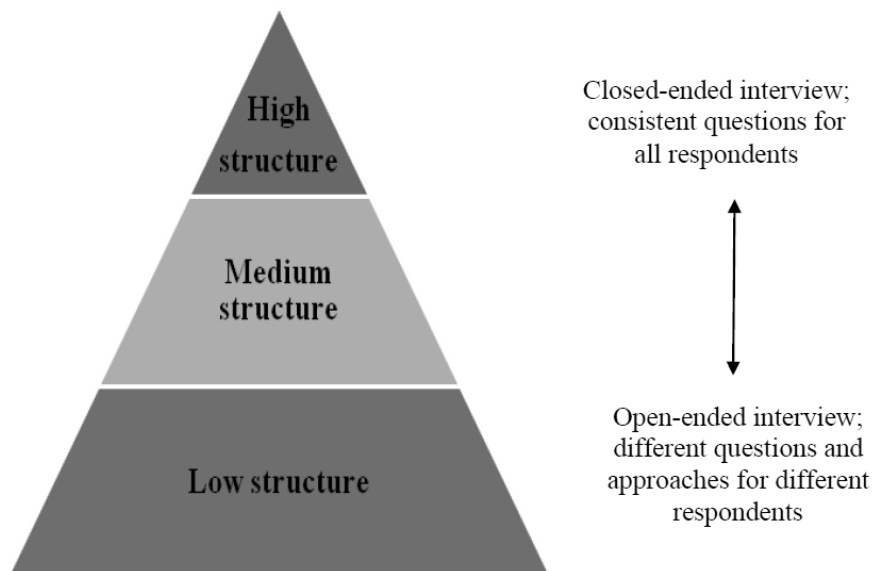 High
structure
Medium
structure
Low structure
Closed-ended interview;
consistent questions for
all respondents
Open-ended interview;
different questions and
approaches for different
respondents